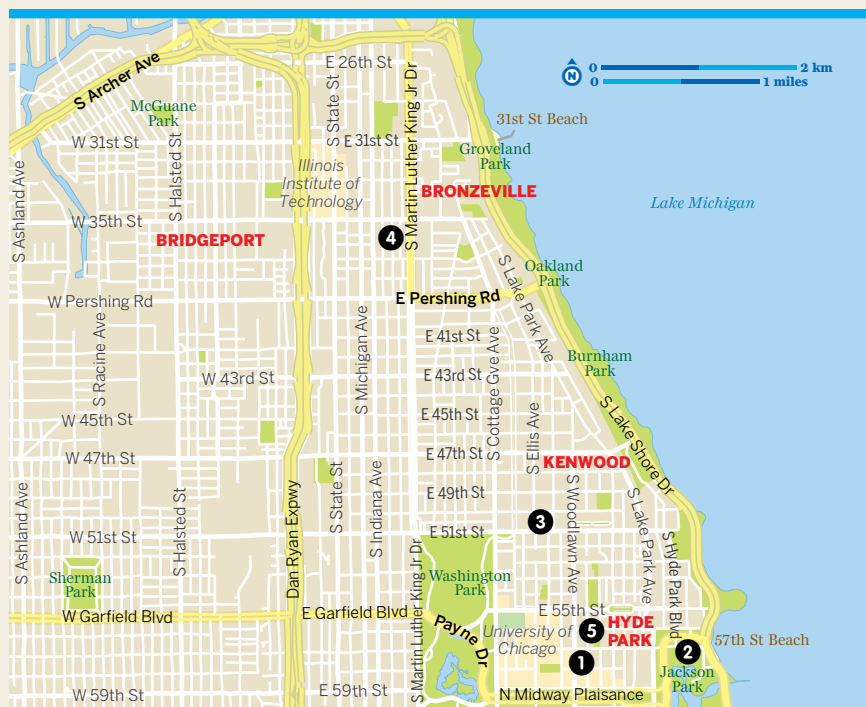 E 26th St
S Archer Ave
N
0
2 km
0
1 miles
McGuane
Park
S State St
S Martin Luther King Jr Dr
31st St Beach
W 31st St
S Halsted St
E 31st St
Groveland
Park
Illinois
Institute of
Technology
S Ashland Ave
BRONZEVILLE
Lake Michigan
W 35th St
BRIDGEPORT
4
Oakland
Park
S Lake Park Ave
W Pershing Rd
E Pershing Rd
S Racine Ave
S Michigan Ave
E 41st St
S Cottage Gve Ave
Burnham
Park
W 43rd St
E 43rd St
W 45th St
E 45th St
S Ellis Ave
S Lake Shore Dr
W 47th St
E 47th St
KENWOOD
S Ashland Ave
S Halsted St
Dan Ryan Expwy
S State St
S Indiana Ave
E 49th St
S Woodlawn Ave
S Lake Park Ave
3
W 51st St
E 51st St
S Hyde Park Blvd
Sherman
Park
S Martin Luther King Jr Dr
Washington
Park
W Garfield Blvd
E Garfield Blvd
Payne Dr
E 55th St
University of
Chicago
5
HYDE
PARK
57th St Beach
2
1
Jackson
Park
W 59th St
E 59th St
N Midway Plaisance